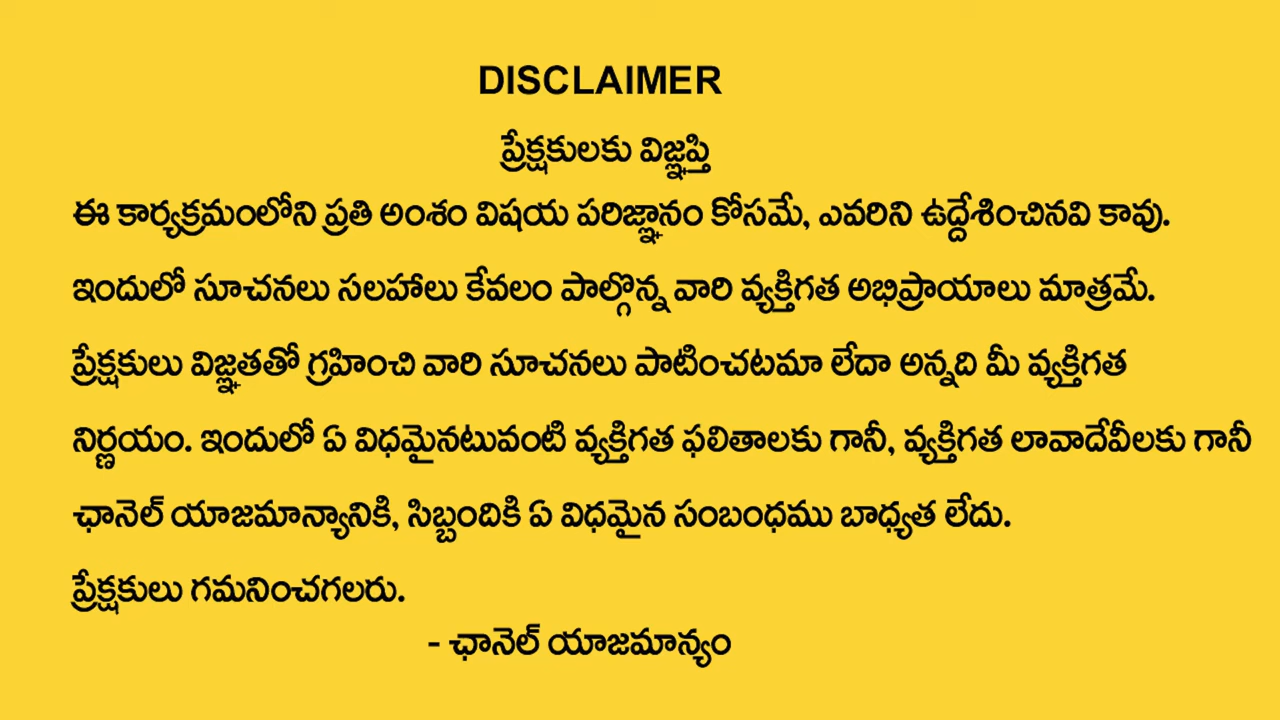 DISCLAIMER
ప్రేక్షకులకు విజ్ఞప్తి
ఈ కార్యక్రమంలోని ప్రతి అంశం విషయ పరిజ్ఞానం కోసమే, ఎవరిని ఉద్దేశించినవి కావు.
ఇందులో సూచనలు సలహాలు కేవలం పాల్గొన్న వారి వ్యక్తిగత అభిప్రాయాలు మాత్రమే.
ప్రేక్షకులు విజ్ఞతతో గ్రహించి వారి సూచనలు పాటించటమా లేదా అన్నది మీ వ్యక్తిగత
నిర్ణయం. ఇందులో ఏ విధమైనటువంటి వ్యక్తిగత ఫలితాలకు గానీ, వ్యక్తిగత లావాదేవీలకు గానీ
ఛానెల్ యాజమాన్యానికి, సిబ్బందికి ఏ విధమైన సంబంధము బాధ్యత లేదు.
ప్రేక్షకులు గమనించగలరు.
- ఛానెల్ యాజమాన్యం